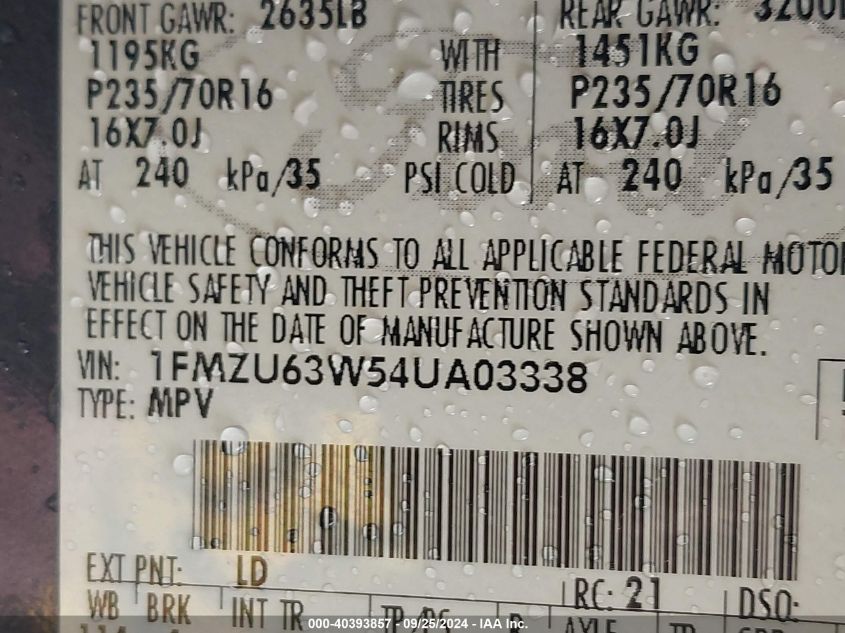 FRONT GAWR: 2635LB REAR GAWR:
1195KG WITH 1451KG
P235/70R16 TIRES P235/70R16
16X7.0J RIMS 16X7.0J
AT 240 kPa/35 PSI COLD AT 240 kPa/35
THIS VEHICLE CONFORMS TO ALL APPLICABLE FEDERAL MOTOR
VEHICLE SAFETY AND THEFT PREVENTION STANDARDS IN
EFFECT ON THE DATE OF MANUFACTURE SHOWN ABOVE.
VIN: 1FMZU63W54UA03338
TYPE: MPV
EXT PNT: LD
RC: 21 DSO:
WB BRK INT TR
000-40393857 - 09/25/2024 - IAA Inc.